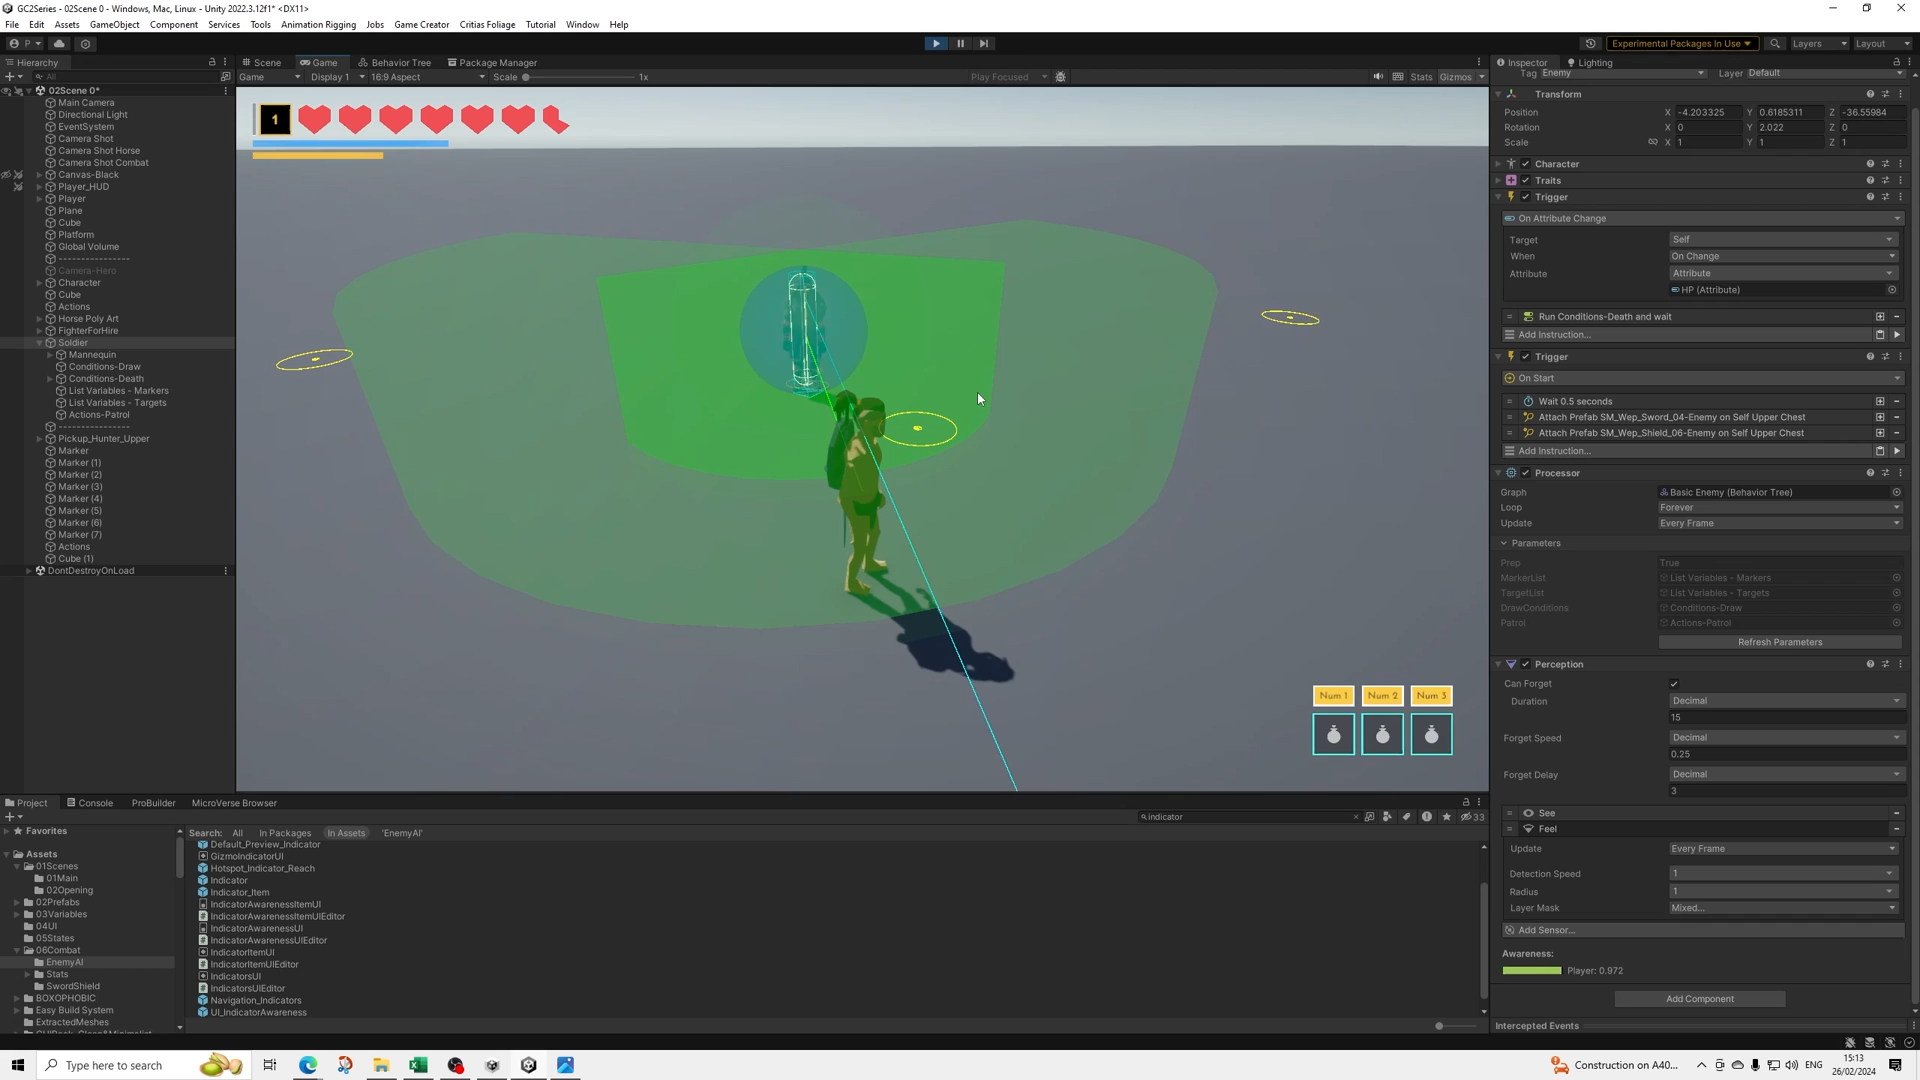 GC2Series - 02Scene 0 - Windows, Mac, Linux - Unity 2022.3.12f1* <DX11>
File Edit Assets GameObject Component Services Tools Animation Rigging Jobs Game Creator Critias Foliage Tutorial Window Help
P
Experimental Packages In Use
Layers
Layout
Hierarchy
Scene
Game
Behavior Tree
Package Manager
Inspector
Lighting
All
Game
Display 1
16:9 Aspect
Scale
1x
Play Focused
Stats
Gizmos
Tag Enemy
Layer Default
02Scene 0*
Main Camera
Directional Light
EventSystem
Camera Shot
Camera Shot Horse
Camera Shot Combat
Canvas-Black
Player_HUD
Player
Plane
Cube
Platform
Global Volume
----------------
Camera-Hero
Character
Cube
Actions
Horse Poly Art
FighterForHire
Soldier
Mannequin
Conditions-Draw
Conditions-Death
List Variables - Markers
List Variables - Targets
Actions-Patrol
----------------
Pickup_Hunter_Upper
Marker
Marker (1)
Marker (2)
Marker (3)
Marker (4)
Marker (5)
Marker (6)
Marker (7)
Actions
Cube (1)
DontDestroyOnLoad
1
Num 1
Num 2
Num 3
Transform
Position X -4.203325 Y 0.6185311 Z -36.55984
Rotation X 0 Y 2.022 Z 0
Scale X 1 Y 1 Z 1
Character
Traits
Trigger
On Attribute Change
Target Self
When On Change
Attribute Attribute
HP (Attribute)
Run Conditions-Death and wait
Add Instruction...
Trigger
On Start
Wait 0.5 seconds
Attach Prefab SM_Wep_Sword_04-Enemy on Self Upper Chest
Attach Prefab SM_Wep_Shield_06-Enemy on Self Upper Chest
Add Instruction...
Processor
Graph Basic Enemy (Behavior Tree)
Loop Forever
Update Every Frame
Parameters
Prep True
MarkerList List Variables - Markers
TargetList List Variables - Targets
DrawConditions Conditions-Draw
Patrol Actions-Patrol
Refresh Parameters
Perception
Can Forget
Duration Decimal
15
Forget Speed Decimal
0.25
Forget Delay Decimal
3
See
Feel
Update Every Frame
Detection Speed 1
Radius 1
Layer Mask Mixed...
Add Sensor...
Awareness:
Player: 0.972
Add Component
Intercepted Events
Project
Console
ProBuilder
MicroVerse Browser
indicator
33
Favorites
Assets
01Scenes
01Main
02Opening
02Prefabs
03Variables
04UI
05States
06Combat
EnemyAI
Stats
SwordShield
BOXOPHOBIC
Easy Build System
ExtractedMeshes
Search: All In Packages In Assets 'EnemyAI'
Default_Preview_Indicator
GizmoIndicatorUI
Hotspot_Indicator_Reach
Indicator
Indicator_Item
IndicatorAwarenessItemUI
IndicatorAwarenessItemUIEditor
IndicatorAwarenessUI
IndicatorAwarenessUIEditor
IndicatorItemUI
IndicatorItemUIEditor
IndicatorsUI
IndicatorsUIEditor
Navigation_Indicators
UI_IndicatorAwareness
Type here to search
Construction on A40...
ENG
15:13
26/02/2024